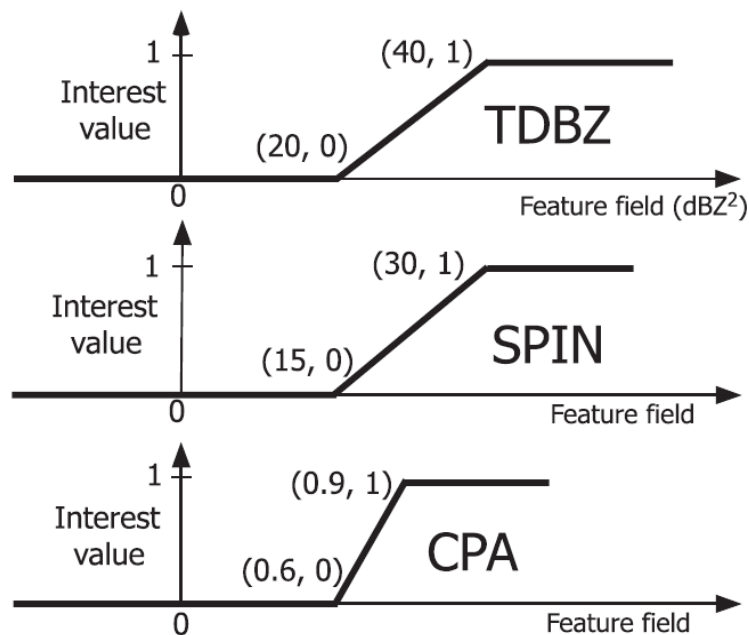 (40, 1)
1
Interest
value
TDBZ
(20, 0)
0
Feature field (dBZ²)
(30, 1)
1
Interest
value
SPIN
(15, 0)
0
Feature field
1
(0.9, 1)
Interest
value
CPA
(0.6, 0)
0
Feature field